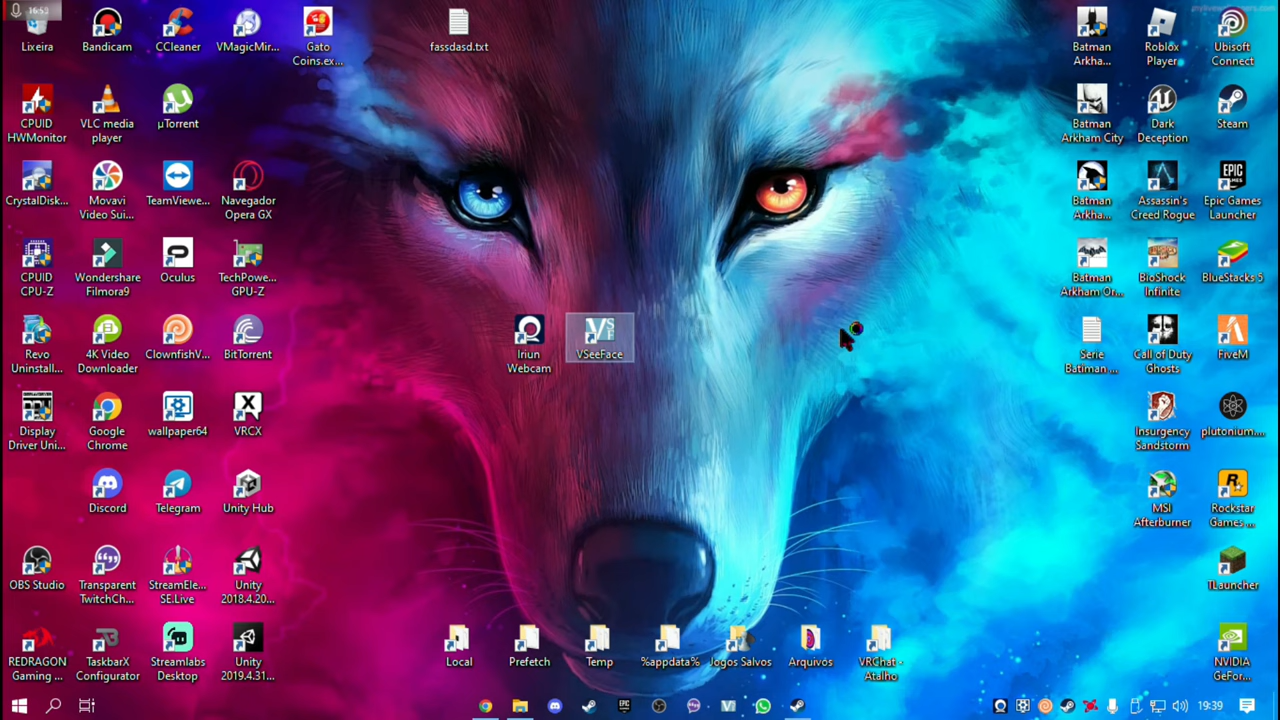 16:53
Lixeira
Bandicam
CCleaner
VMagicMir...
Gato
Coins.ex...
fassdasd.txt
Batman
Arkha...
Roblox
Player
Ubisoft
Connect
CPUID
HWMonitor
VLC media
player
µTorrent
Batman
Arkham City
Dark
Deception
Steam
CrystalDisk...
Movavi
Video Sui...
TeamViewe...
Navegador
Opera GX
Batman
Arkha...
Assassin's
Creed Rogue
Epic Games
Launcher
CPUID
CPU-Z
Wondershare
Filmora9
Oculus
TechPowe...
GPU-Z
Batman
Arkham Or...
BioShock
Infinite
BlueStacks 5
Revo
Uninstall...
4K Video
Downloader
ClownfishV...
BitTorrent
Iriun
Webcam
VSeeFace
Serie
Batiman ...
Call of Duty
Ghosts
FiveM
Display
Driver Uni...
Google
Chrome
wallpaper64
VRCX
Insurgency
Sandstorm
plutonium....
Discord
Telegram
Unity Hub
MSI
Afterburner
Rockstar
Games ...
OBS Studio
Transparent
TwitchCh...
StreamEle...
SE.Live
Unity
2018.4.20...
TLauncher
REDRAGON
Gaming ...
TaskbarX
Configurator
Streamlabs
Desktop
Unity
2019.4.31...
Local
Prefetch
Temp
%appdata%
Jogos Salvos
Arquivos
VRChat -
Atalho
NVIDIA
GeFor...
19:39